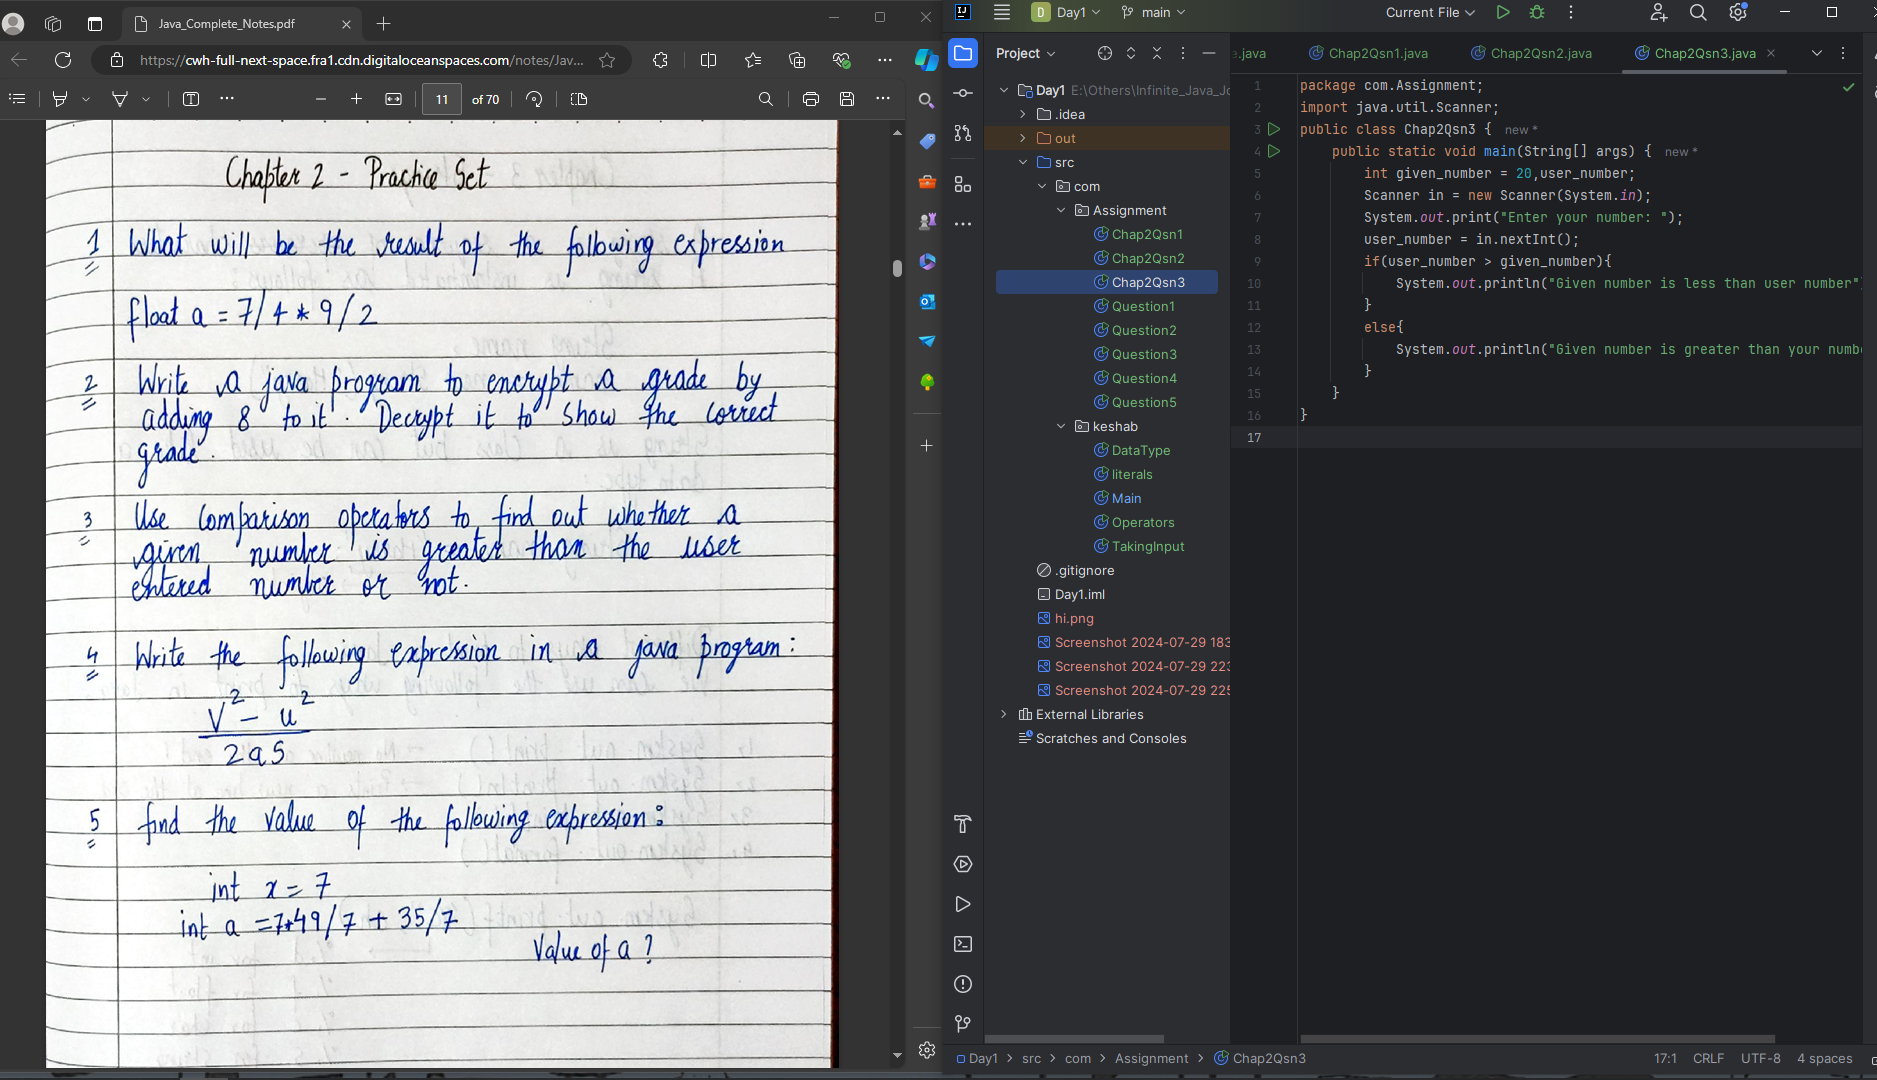 Java_Complete_Notes.pdf
https://cwh-full-next-space.fra1.cdn.digitaloceanspaces.com/notes/Jav...
11 of 70
Chapter 2 - Practice Set
1 What will be the result of the following expression
float a = 7/4 * 9/2
2 Write a java program to encrypt a grade by
adding 8 to it. Decrypt it to show the correct
grade.
3 Use comparison operators to find out whether a
given number is greater than the user
entered number or not.
4 Write the following expression in a java program:
V² - u²
2as
5 find the value of the following expression:
int x = 7
int a = 7*49/7 + 35/7
Value of a ?
D Day1 main Current File
Project
Day1 E:\Others\Infinite_Java_Jo
.idea
out
src
com
Assignment
Chap2Qsn1
Chap2Qsn2
Chap2Qsn3
Question1
Question2
Question3
Question4
Question5
keshab
DataType
literals
Main
Operators
TakingInput
.gitignore
Day1.iml
hi.png
Screenshot 2024-07-29 183
Screenshot 2024-07-29 223
Screenshot 2024-07-29 225
External Libraries
Scratches and Consoles
e.java Chap2Qsn1.java Chap2Qsn2.java Chap2Qsn3.java
1 package com.Assignment;
2 import java.util.Scanner;
3 public class Chap2Qsn3 { new *
4 public static void main(String[] args) { new *
5 int given_number = 20,user_number;
6 Scanner in = new Scanner(System.in);
7 System.out.print("Enter your number: ");
8 user_number = in.nextInt();
9 if(user_number > given_number){
10 System.out.println("Given number is less than user number"
11 }
12 else{
13 System.out.println("Given number is greater than your numb
14 }
15 }
16 }
17
Day1 > src > com > Assignment > Chap2Qsn3
17:1 CRLF UTF-8 4 spaces